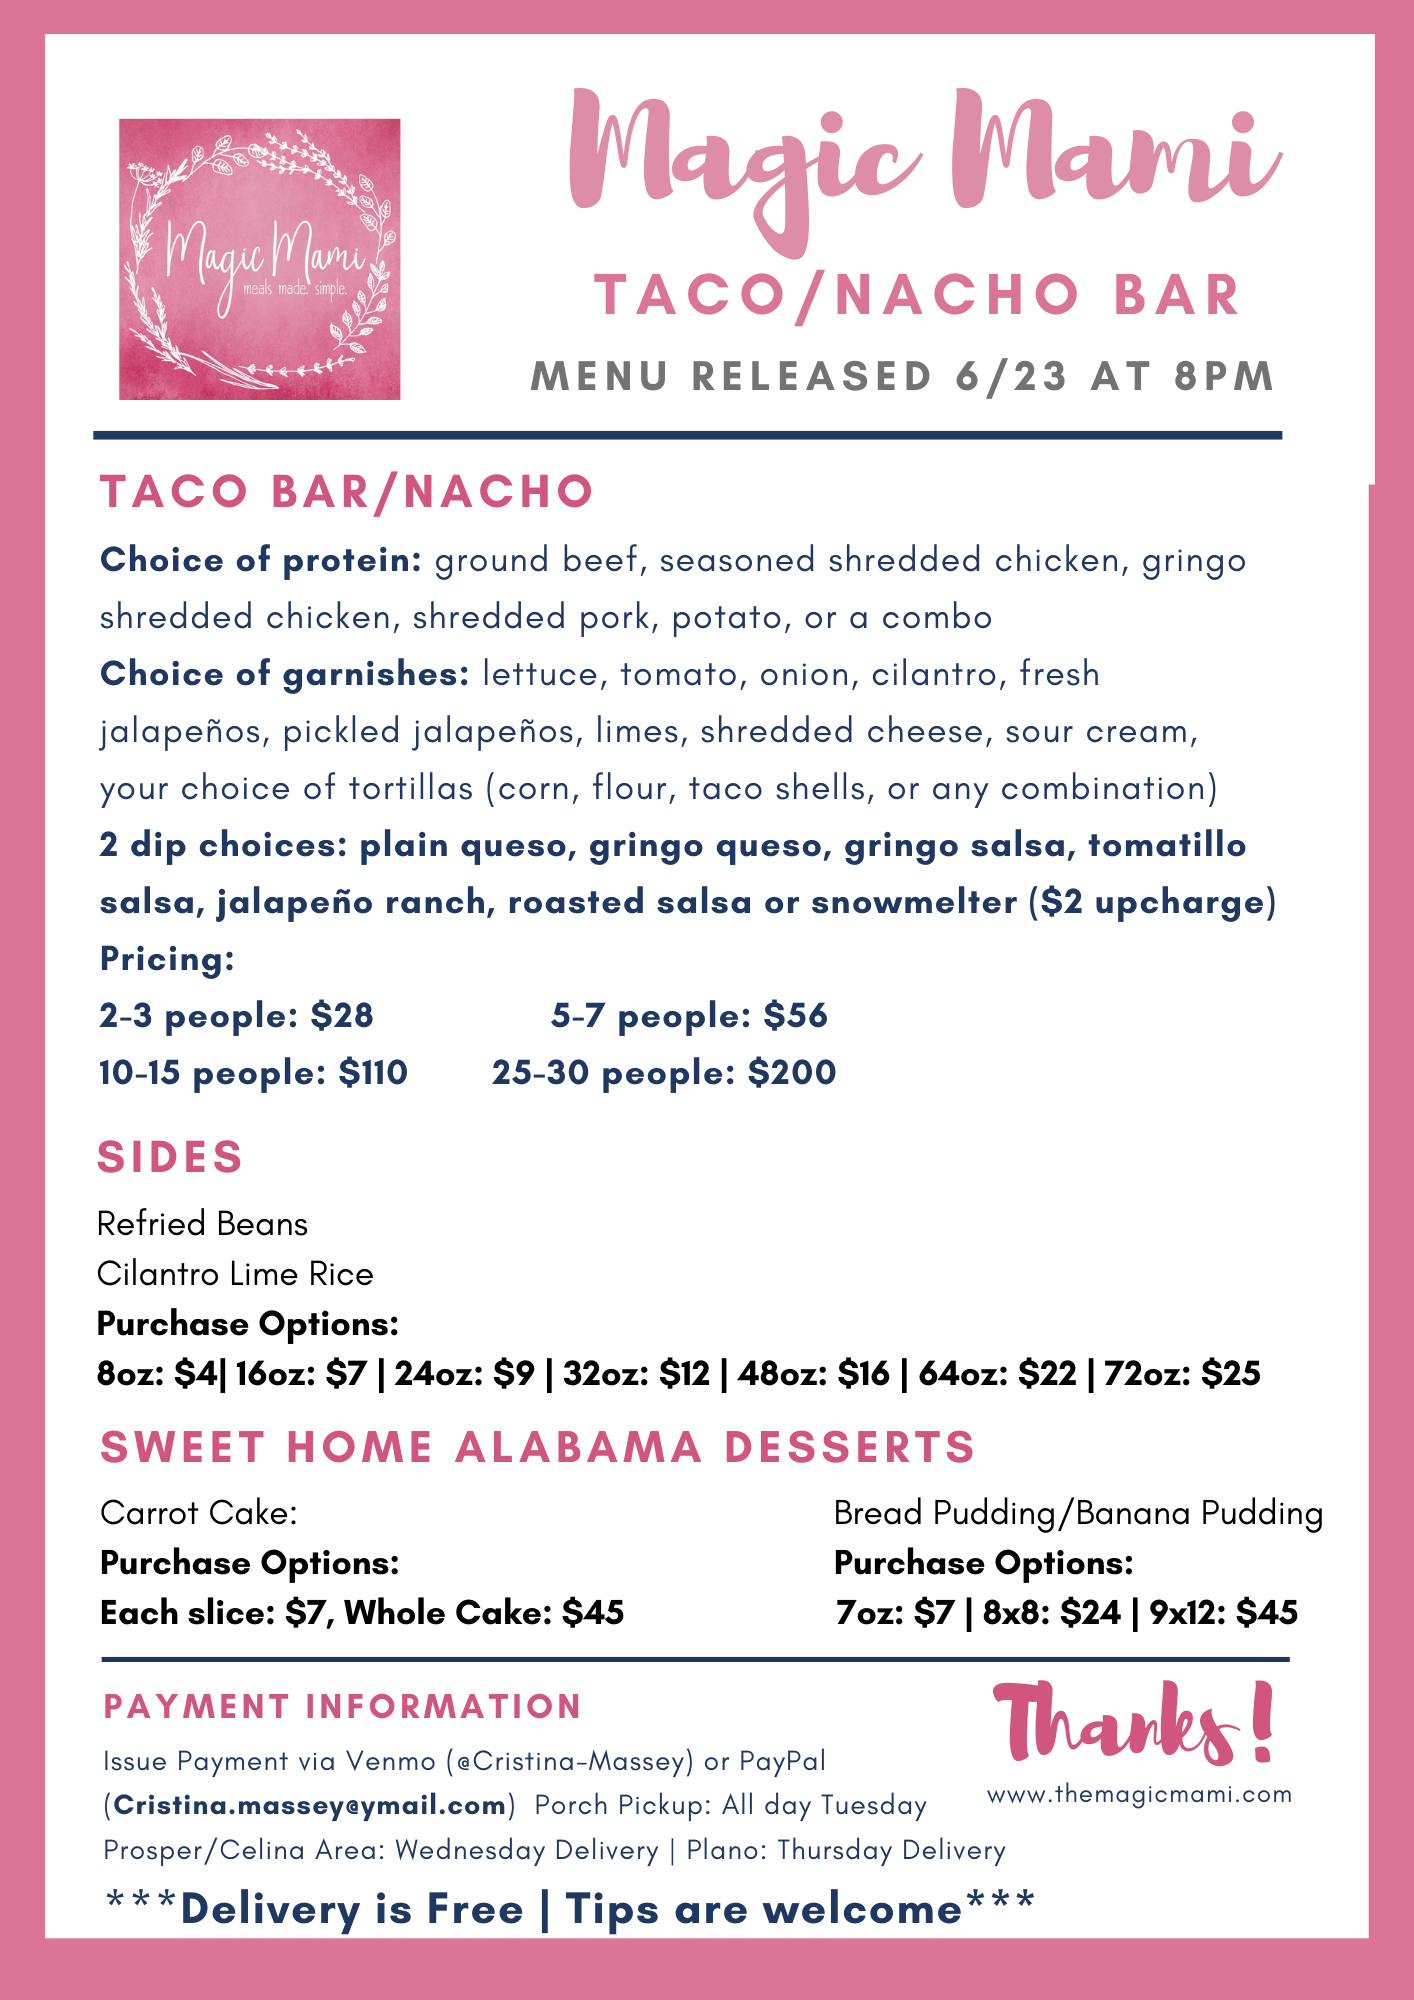 Magic Mami
meals made. simple.
Magic Mami
TACO/NACHO BAR
MENU RELEASED 6/23 AT 8PM
TACO BAR/NACHO
Choice of protein: ground beef, seasoned shredded chicken, gringo
shredded chicken, shredded pork, potato, or a combo
Choice of garnishes: lettuce, tomato, onion, cilantro, fresh
jalapeños, pickled jalapeños, limes, shredded cheese, sour cream,
your choice of tortillas (corn, flour, taco shells, or any combination)
2 dip choices: plain queso, gringo queso, gringo salsa, tomatillo
salsa, jalapeño ranch, roasted salsa or snowmelter ($2 upcharge)
Pricing:
2-3 people: $28 5-7 people: $56
10-15 people: $110 25-30 people: $200
SIDES
Refried Beans
Cilantro Lime Rice
Purchase Options:
8oz: $4| 16oz: $7 | 24oz: $9 | 32oz: $12 | 48oz: $16 | 64oz: $22 | 72oz: $25
SWEET HOME ALABAMA DESSERTS
Carrot Cake:
Purchase Options:
Each slice: $7, Whole Cake: $45
Bread Pudding/Banana Pudding
Purchase Options:
7oz: $7 | 8x8: $24 | 9x12: $45
PAYMENT INFORMATION
Issue Payment via Venmo (@Cristina-Massey) or PayPal
(Cristina.massey@ymail.com) Porch Pickup: All day Tuesday
Prosper/Celina Area: Wednesday Delivery | Plano: Thursday Delivery
***Delivery is Free | Tips are welcome***
Thanks!
www.themagicmami.com